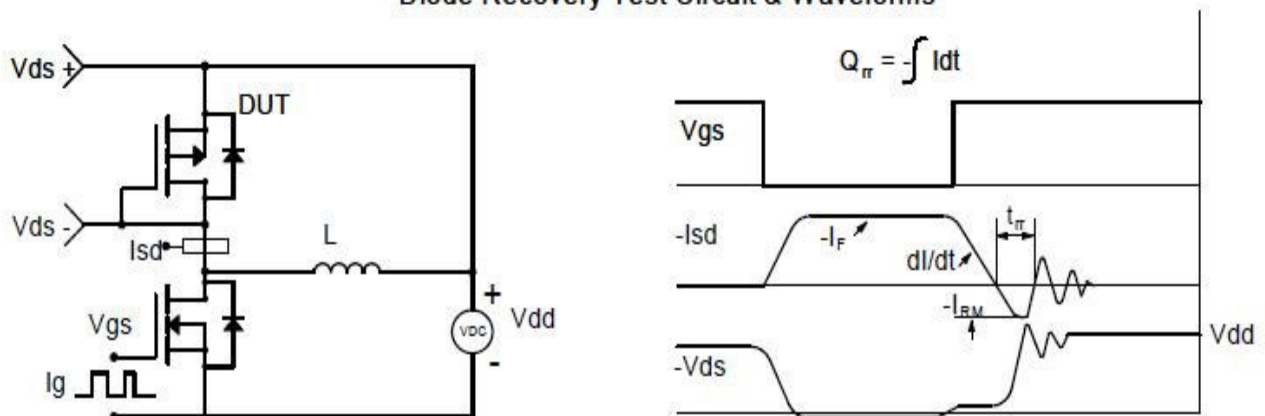 Diode Recovery Test Circuit & Waveforms
Vds +
DUT
Vds -
Isd
L
Vgs
Ig
VDC
+
Vdd
-
Qrr = -∫ Idt
Vgs
-Isd
-IF
dI/dt
trr
-IRM
Vdd
-Vds